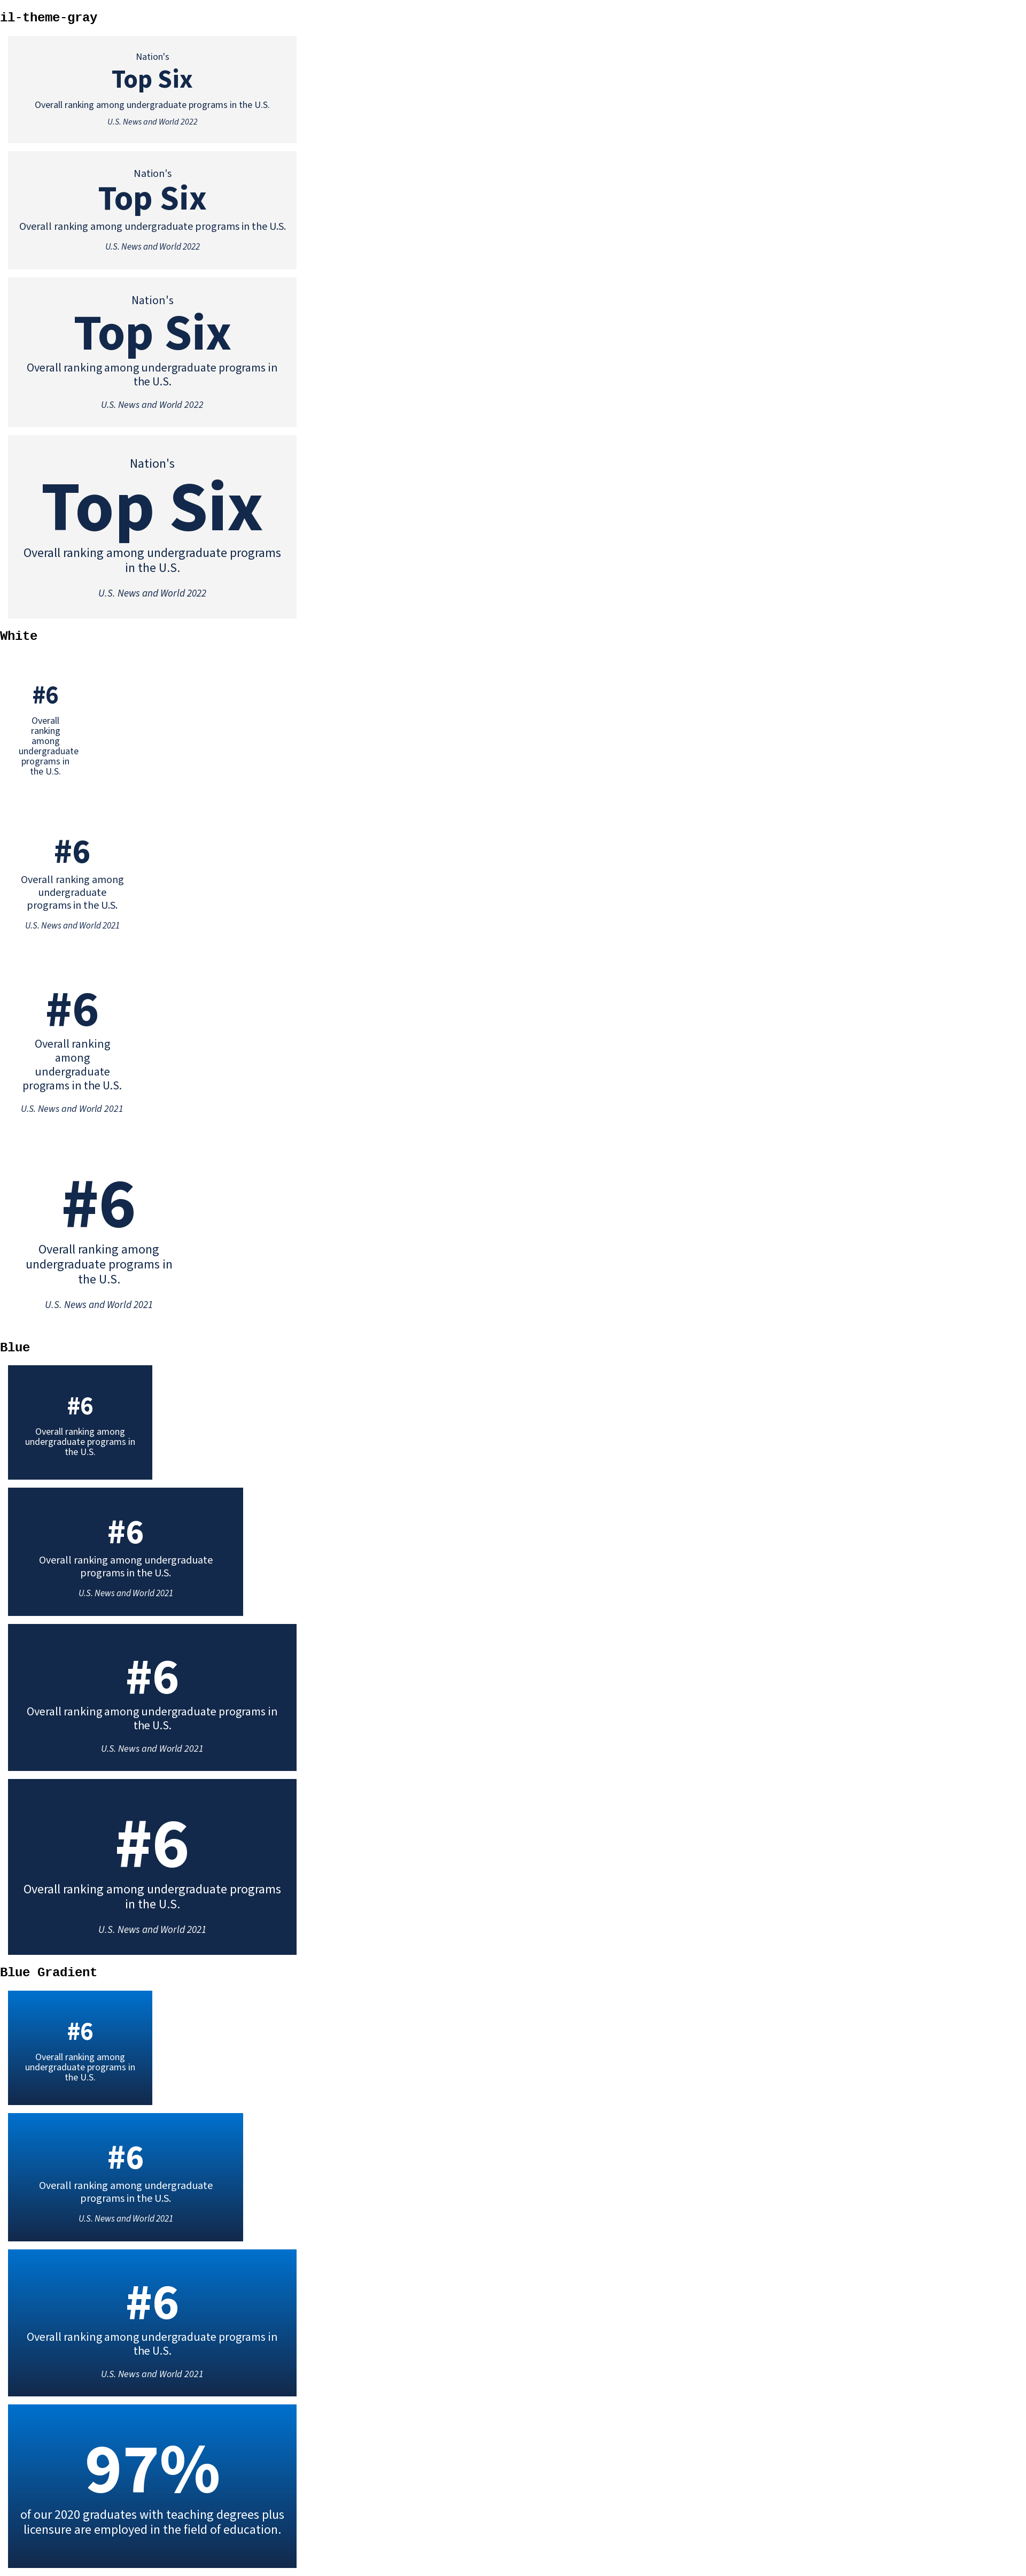 il-theme-gray
Nation's
Top Six
Overall ranking among undergraduate programs in the U.S.
U.S. News and World 2022
Nation's
Top Six
Overall ranking among undergraduate programs in the U.S.
U.S. News and World 2022
Nation's
Top Six
Overall ranking among undergraduate programs in
the U.S.
U.S. News and World 2022
Nation's
Top Six
Overall ranking among undergraduate programs
in the U.S.
U.S. News and World 2022
White
#6
Overall
ranking
among
undergraduate
programs in
the U.S.
#6
Overall ranking among
undergraduate
programs in the U.S.
U.S. News and World 2021
#6
Overall ranking
among
undergraduate
programs in the U.S.
U.S. News and World 2021
#6
Overall ranking among
undergraduate programs in
the U.S.
U.S. News and World 2021
Blue
#6
Overall ranking among
undergraduate programs in
the U.S.
#6
Overall ranking among undergraduate
programs in the U.S.
U.S. News and World 2021
#6
Overall ranking among undergraduate programs in
the U.S.
U.S. News and World 2021
#6
Overall ranking among undergraduate programs
in the U.S.
U.S. News and World 2021
Blue Gradient
#6
Overall ranking among
undergraduate programs in
the U.S.
#6
Overall ranking among undergraduate
programs in the U.S.
U.S. News and World 2021
#6
Overall ranking among undergraduate programs in
the U.S.
U.S. News and World 2021
97%
of our 2020 graduates with teaching degrees plus
licensure are employed in the field of education.